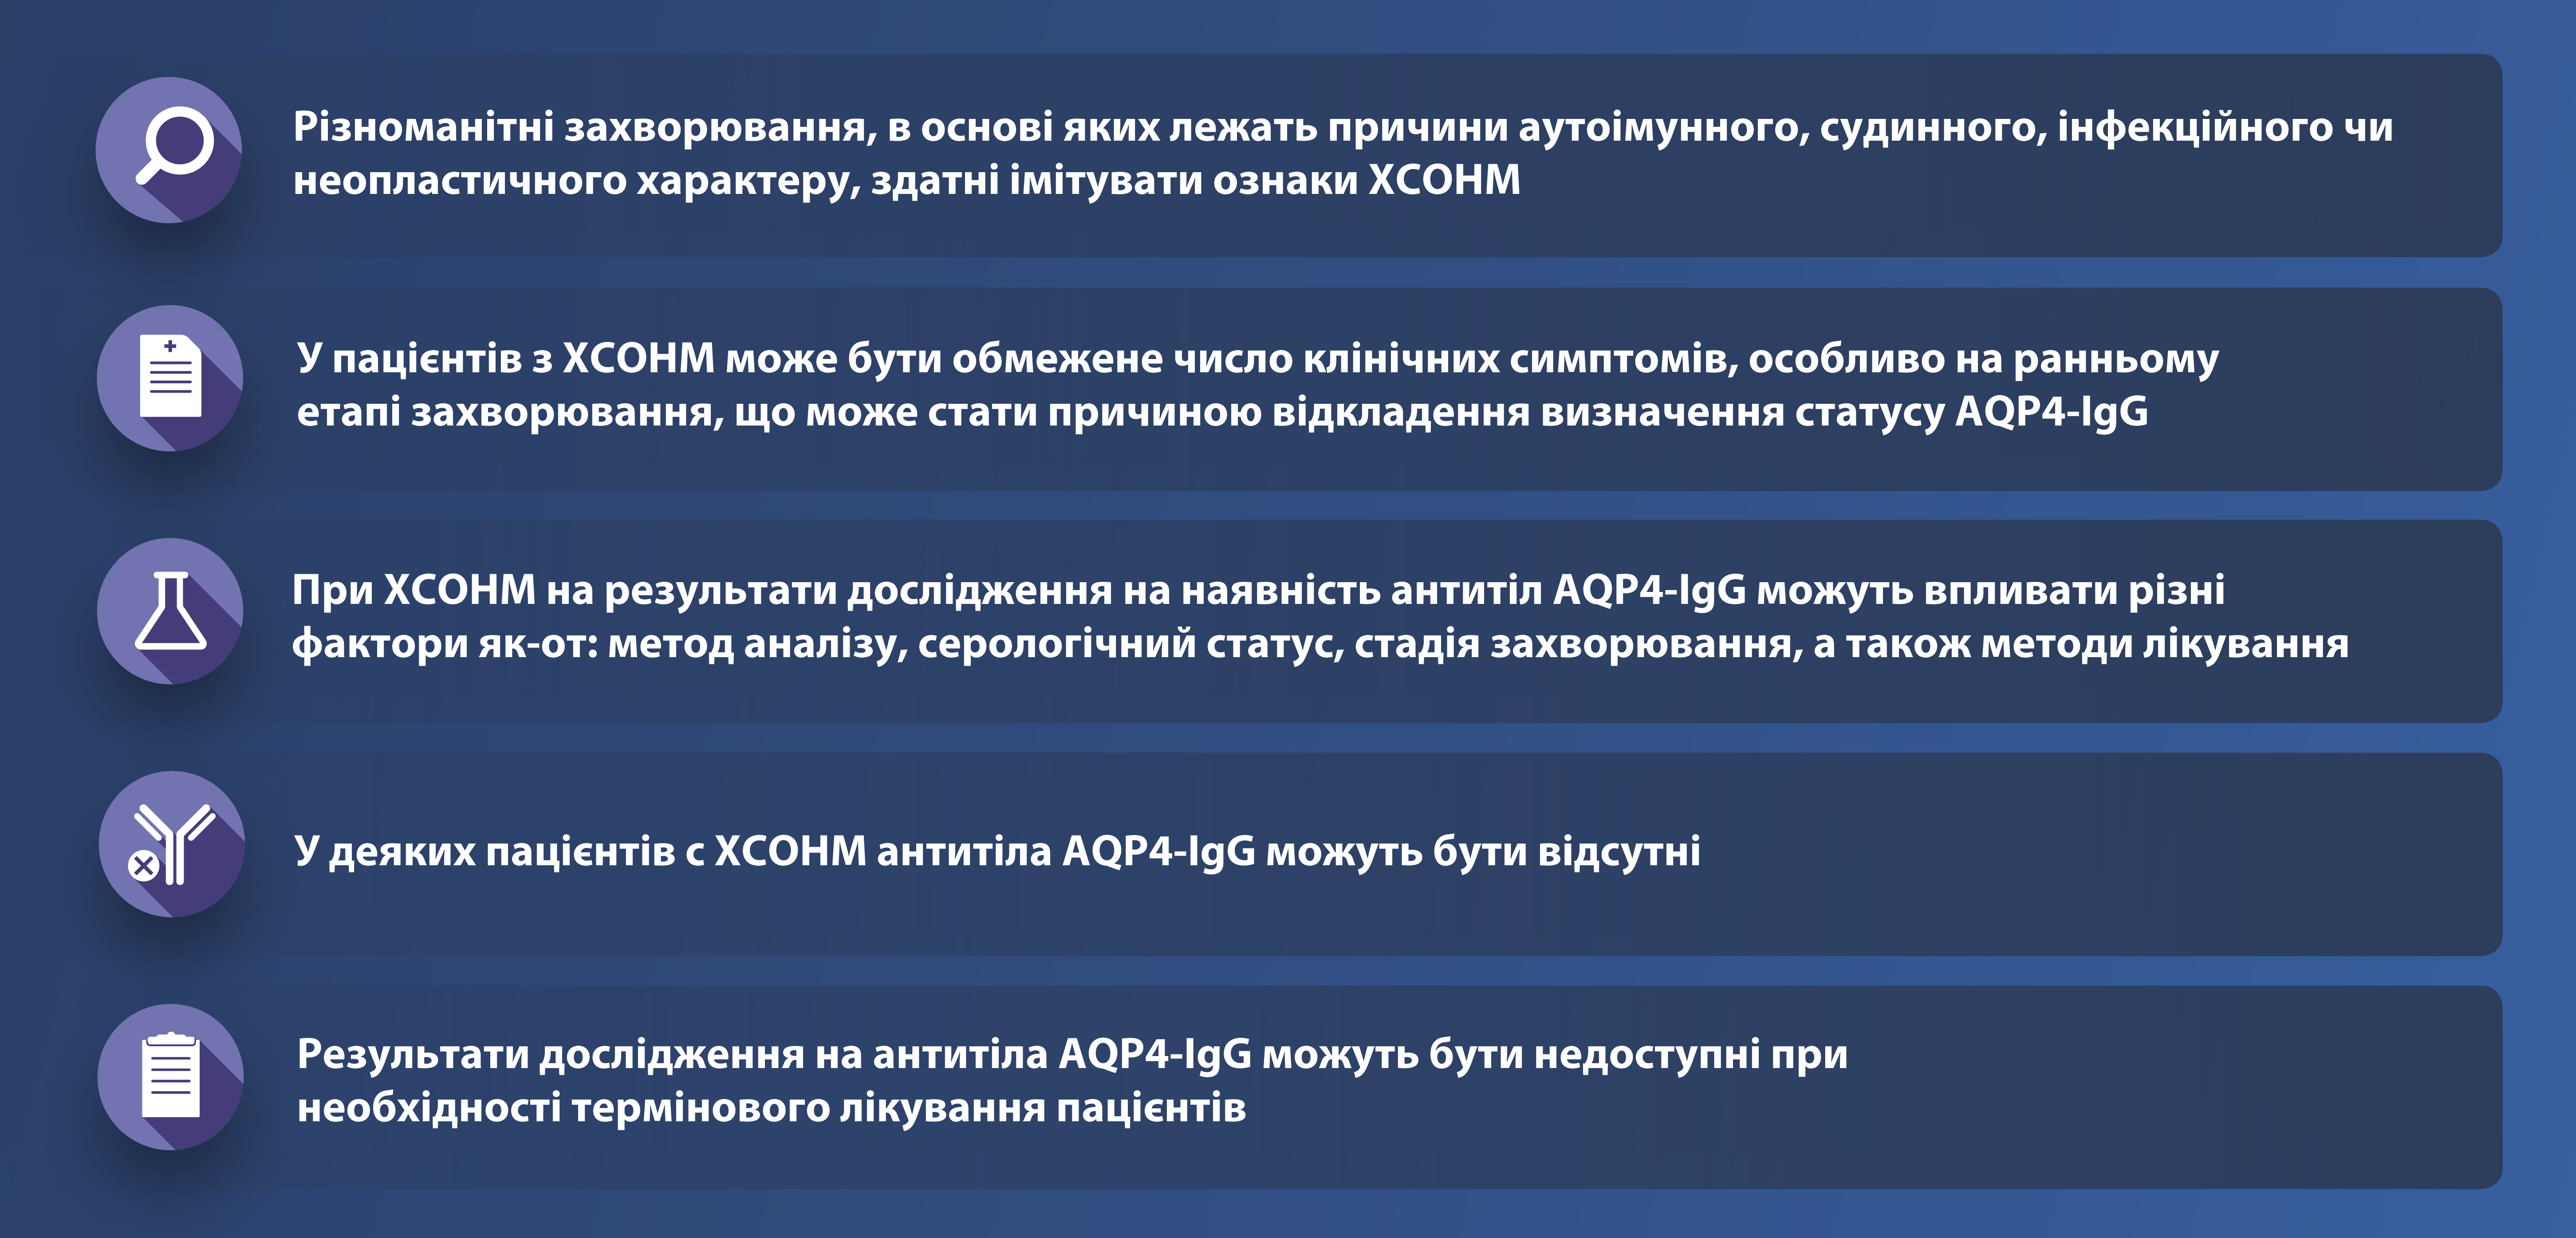 Різноманітні захворювання, в основі яких лежать причини аутоімунного, судинного, інфекційного чи
неопластичного характеру, здатні імітувати ознаки ХСОНМ
У пацієнтів з ХСОНМ може бути обмежене число клінічних симптомів, особливо на ранньому
етапі захворювання, що може стати причиною відкладення визначення статусу AQP4-IgG
При ХСОНМ на результати дослідження на наявність антитіл AQP4-IgG можуть впливати різні
фактори як-от: метод аналізу, серологічний статус, стадія захворювання, а також методи лікування
У деяких пацієнтів с ХСОНМ антитіла AQP4-IgG можуть бути відсутні
Результати дослідження на антитіла AQP4-IgG можуть бути недоступні при
необхідності термінового лікування пацієнтів